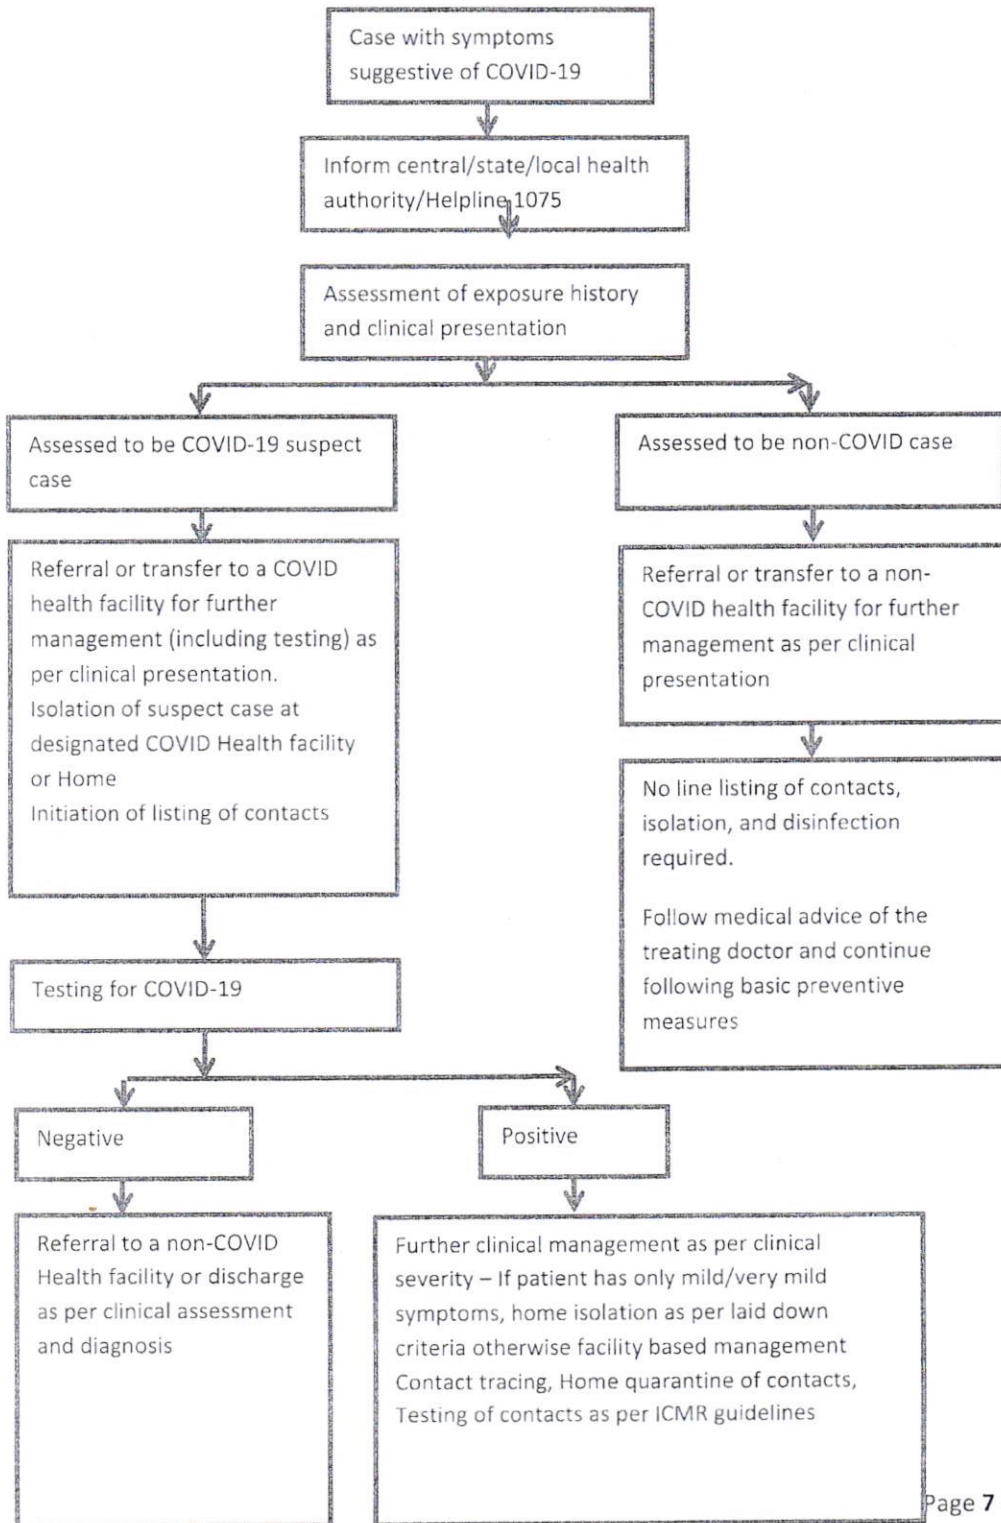 Case with symptoms
suggestive of COVID-19
Inform central/state/local health
authority/Helpline 1075
Assessment of exposure history
and clinical presentation
Assessed to be COVID-19 suspect
case
Assessed to be non-COVID case
Referral or transfer to a COVID
health facility for further
management (including testing) as
per clinical presentation.
Isolation of suspect case at
designated COVID Health facility
or Home
Initiation of listing of contacts
Referral or transfer to a non-
COVID health facility for further
management as per clinical
presentation
No line listing of contacts,
isolation, and disinfection
required.
Follow medical advice of the
treating doctor and continue
following basic preventive
measures
Testing for COVID-19
Negative
Positive
Referral to a non-COVID
Health facility or discharge
as per clinical assessment
and diagnosis
Further clinical management as per clinical
severity – If patient has only mild/very mild
symptoms, home isolation as per laid down
criteria otherwise facility based management
Contact tracing, Home quarantine of contacts,
Testing of contacts as per ICMR guidelines
Page 7